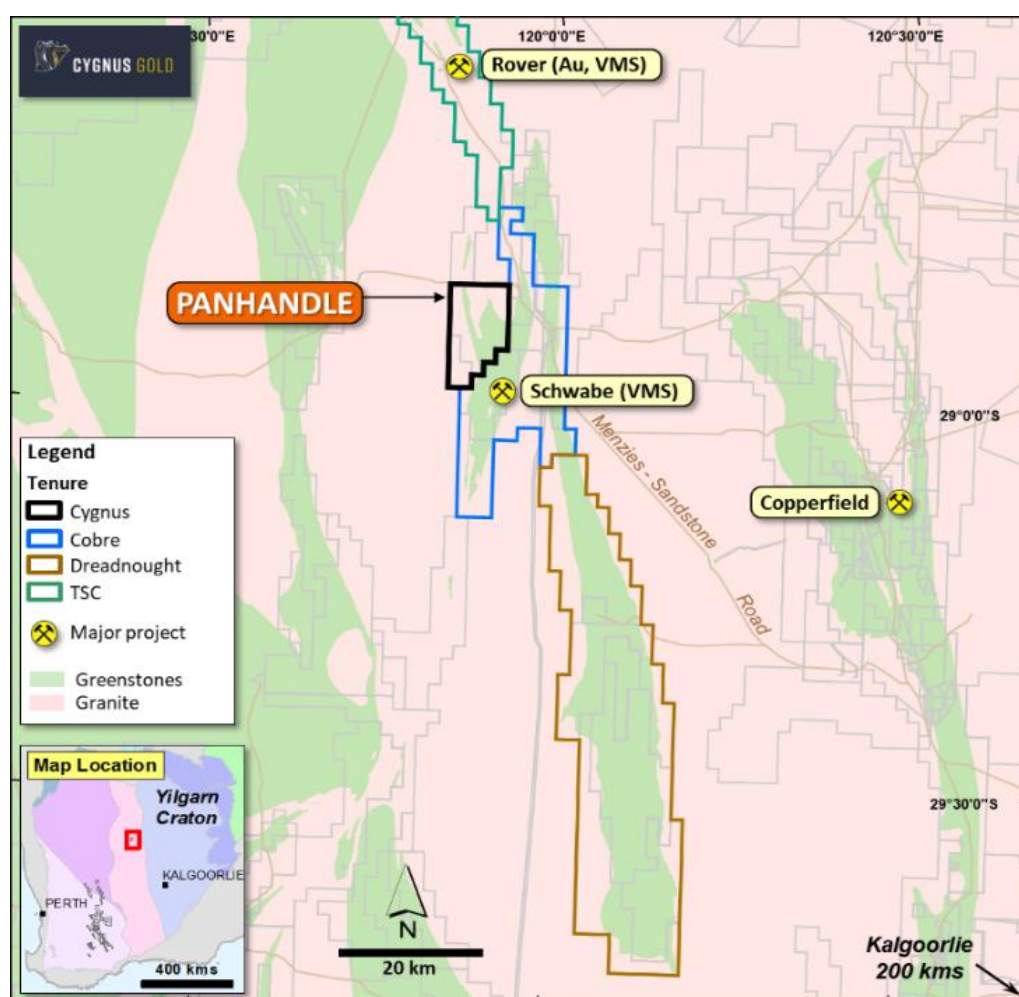 CYGNUS GOLD
30'0"E
120°0'0"E
120°30'0"E
Rover (Au, VMS)
PANHANDLE
Schwabe (VMS)
29°0'0"S
Menzies - Sandstone
Road
Copperfield
Legend
Tenure
Cygnus
Cobre
Dreadnought
TSC
Major project
Greenstones
Granite
Map Location
Yilgarn
Craton
KALGOORLIE
PERTH
400 kms
N
20 km
29°30'0"S
Kalgoorlie
200 kms